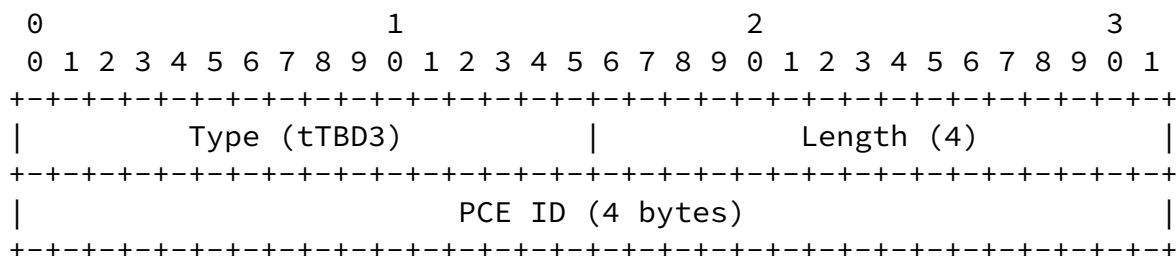 0                   1                   2                   3
 0 1 2 3 4 5 6 7 8 9 0 1 2 3 4 5 6 7 8 9 0 1 2 3 4 5 6 7 8 9 0 1
+-+-+-+-+-+-+-+-+-+-+-+-+-+-+-+-+-+-+-+-+-+-+-+-+-+-+-+-+-+-+-+-+
|         Type (tTBD3)          |           Length (4)          |
+-+-+-+-+-+-+-+-+-+-+-+-+-+-+-+-+-+-+-+-+-+-+-+-+-+-+-+-+-+-+-+-+
|                        PCE ID (4 bytes)                       |
+-+-+-+-+-+-+-+-+-+-+-+-+-+-+-+-+-+-+-+-+-+-+-+-+-+-+-+-+-+-+-+-+